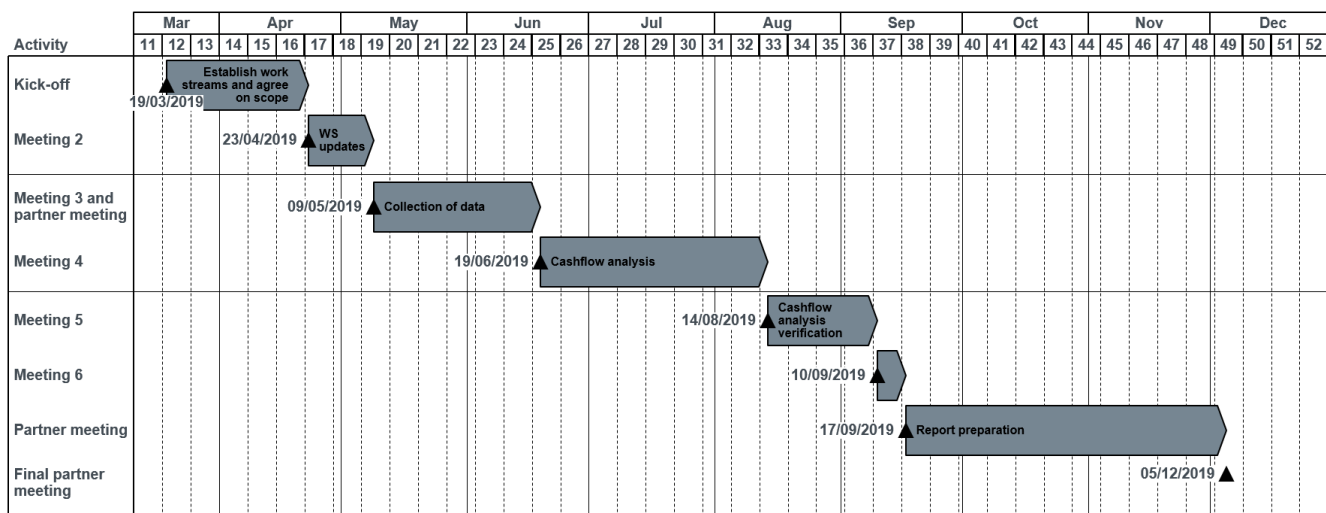 Mar Apr May Jun Jul Aug Sep Oct Nov Dec
Activity 11 12 13 14 15 16 17 18 19 20 21 22 23 24 25 26 27 28 29 30 31 32 33 34 35 36 37 38 39 40 41 42 43 44 45 46 47 48 49 50 51 52
Kick-off
19/03/2019
Establish work
streams and agree
on scope
Meeting 2
23/04/2019
WS
updates
Meeting 3 and
partner meeting
09/05/2019
Collection of data
Meeting 4
19/06/2019
Cashflow analysis
Meeting 5
14/08/2019
Cashflow
analysis
verification
Meeting 6
10/09/2019
Partner meeting
17/09/2019
Report preparation
Final partner
meeting
05/12/2019